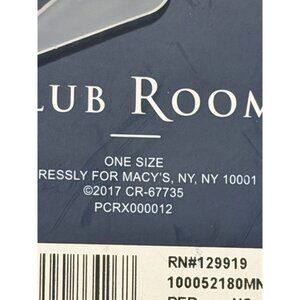 LUB ROOM
ONE SIZE
RESSLY FOR MACY'S, NY, NY 10001
©2017 CR-67735
PCRX000012
RN#129919
100052180MN